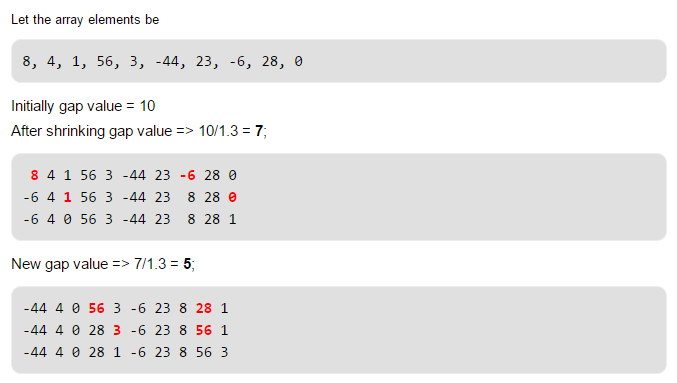 Let the array elements be
8, 4, 1, 56, 3, -44, 23, -6, 28, 0
Initially gap value = 10
After shrinking gap value => 10/1.3 = 7;
8 4 1 56 3 -44 23 -6 28 0
-6 4 1 56 3 -44 23 8 28 0
-6 4 0 56 3 -44 23 8 28 1
New gap value => 7/1.3 = 5;
-44 4 0 56 3 -6 23 8 28 1
-44 4 0 28 3 -6 23 8 56 1
-44 4 0 28 1 -6 23 8 56 3